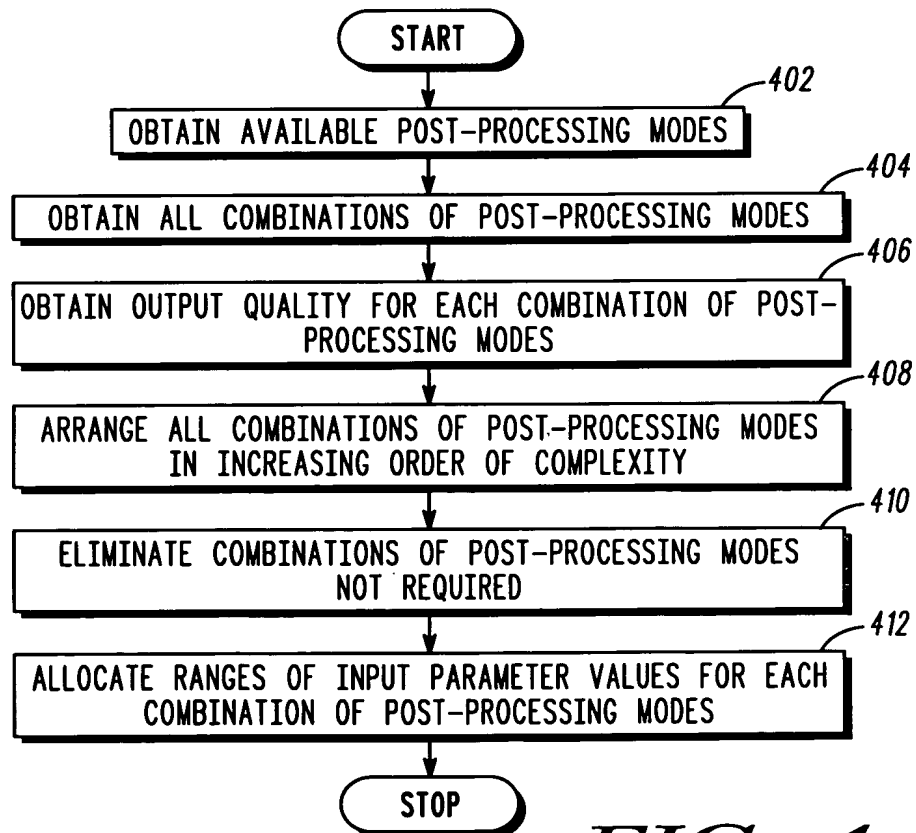 START
402
OBTAIN AVAILABLE POST-PROCESSING MODES
404
OBTAIN ALL COMBINATIONS OF POST-PROCESSING MODES
406
OBTAIN OUTPUT QUALITY FOR EACH COMBINATION OF POST-
PROCESSING MODES
408
ARRANGE ALL COMBINATIONS OF POST-PROCESSING MODES
IN INCREASING ORDER OF COMPLEXITY
410
ELIMINATE COMBINATIONS OF POST-PROCESSING MODES
NOT REQUIRED
412
ALLOCATE RANGES OF INPUT PARAMETER VALUES FOR EACH
COMBINATION OF POST-PROCESSING MODES
STOP